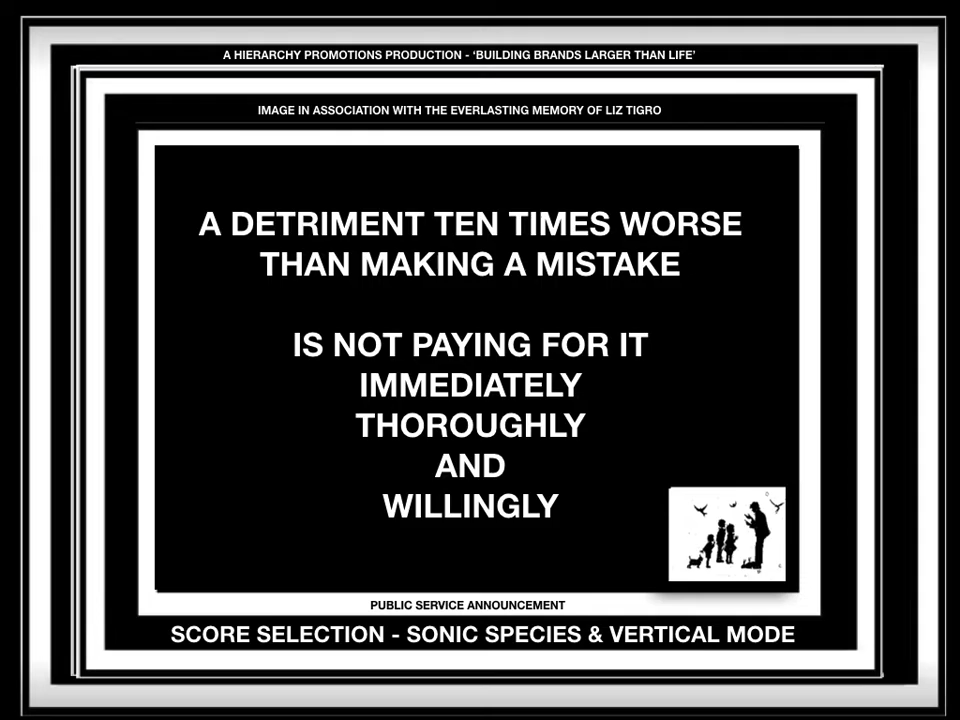 A HIERARCHY PROMOTIONS PRODUCTION - ‘BUILDING BRANDS LARGER THAN LIFE’
IMAGE IN ASSOCIATION WITH THE EVERLASTING MEMORY OF LIZ TIGRO
A DETRIMENT TEN TIMES WORSE
THAN MAKING A MISTAKE
IS NOT PAYING FOR IT
IMMEDIATELY
THOROUGHLY
AND
WILLINGLY
PUBLIC SERVICE ANNOUNCEMENT
SCORE SELECTION - SONIC SPECIES & VERTICAL MODE